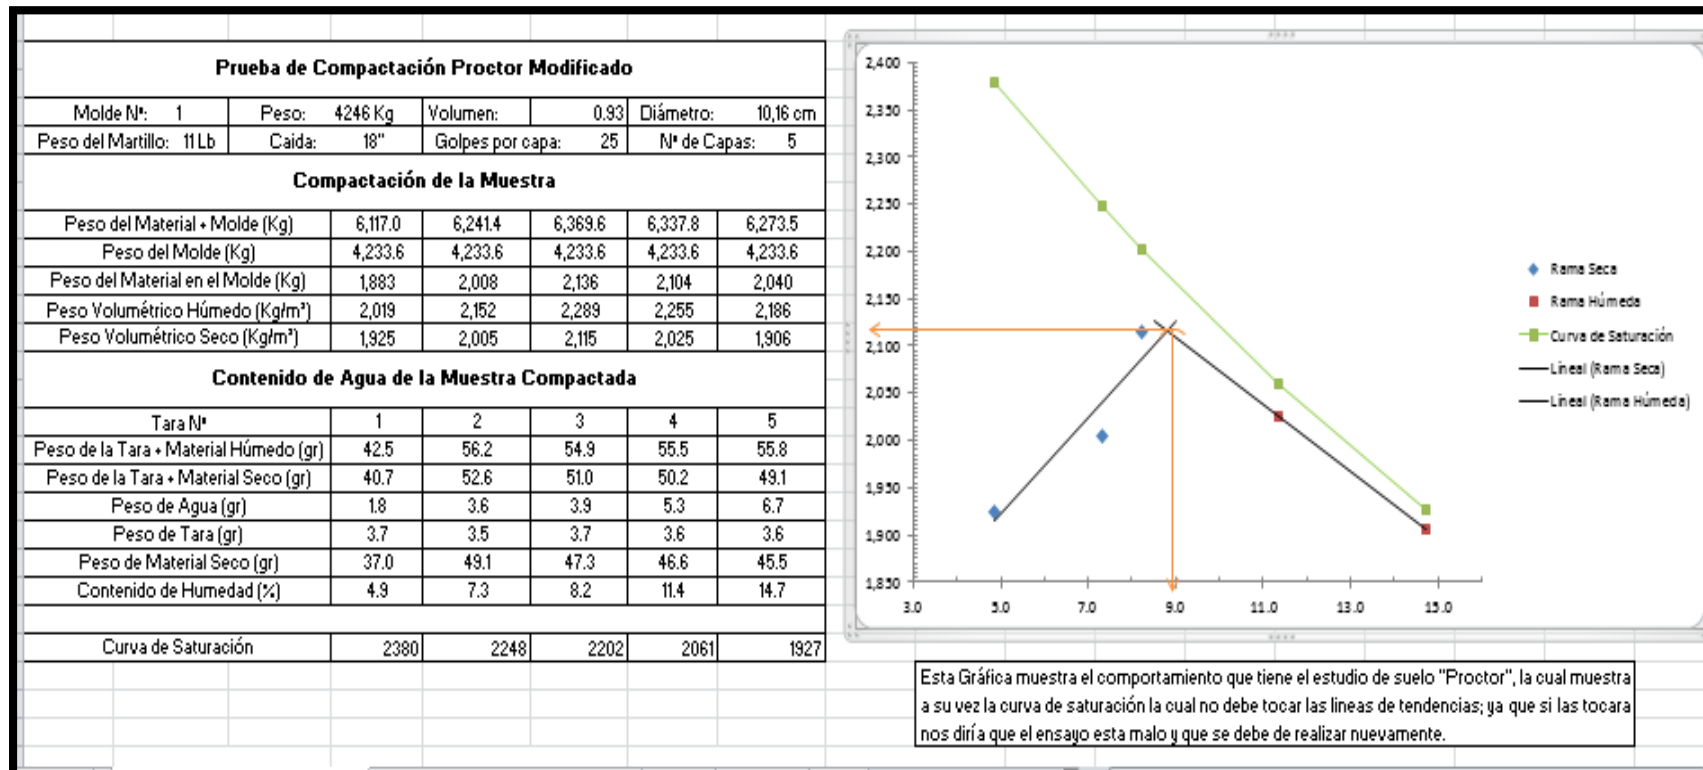 Prueba de Compactación Proctor Modificado
Molde N°: 1 Peso: 4246 Kg Volumen: 0.93 Diámetro: 10,16 cm
Peso del Martillo: 11 Lb Caida: 18" Golpes por capa: 25 N° de Capas: 5
Compactación de la Muestra
Peso del Material + Molde (Kg) 6,117.0 6,241.4 6,369.6 6,337.8 6,273.5
Peso del Molde (Kg) 4,233.6 4,233.6 4,233.6 4,233.6 4,233.6
Peso del Material en el Molde (Kg) 1,883 2,008 2,136 2,104 2,040
Peso Volumétrico Húmedo (Kg/m³) 2,019 2,152 2,289 2,255 2,186
Peso Volumétrico Seco (Kg/m³) 1,925 2,005 2,115 2,025 1,906
Contenido de Agua de la Muestra Compactada
Tara N° 1 2 3 4 5
Peso de la Tara + Material Húmedo (gr) 42.5 56.2 54.9 55.5 55.8
Peso de la Tara + Material Seco (gr) 40.7 52.6 51.0 50.2 49.1
Peso de Agua (gr) 1.8 3.6 3.9 5.3 6.7
Peso de Tara (gr) 3.7 3.5 3.7 3.6 3.6
Peso de Material Seco (gr) 37.0 49.1 47.3 46.6 45.5
Contenido de Humedad (%) 4.9 7.3 8.2 11.4 14.7
Curva de Saturación 2380 2248 2202 2061 1927
2,400
2,350
2,300
2,250
2,200
2,150
2,100
2,050
2,000
1,950
1,900
1,850
3.0 5.0 7.0 9.0 11.0 13.0 15.0
Rama Seca
Rama Húmeda
Curva de Saturación
Lineal (Rama Seca)
Lineal (Rama Húmeda)
Esta Gráfica muestra el comportamiento que tiene el estudio de suelo "Proctor", la cual muestra
a su vez la curva de saturación la cual no debe tocar las lineas de tendencias; ya que si las tocara
nos diría que el ensayo esta malo y que se debe de realizar nuevamente.